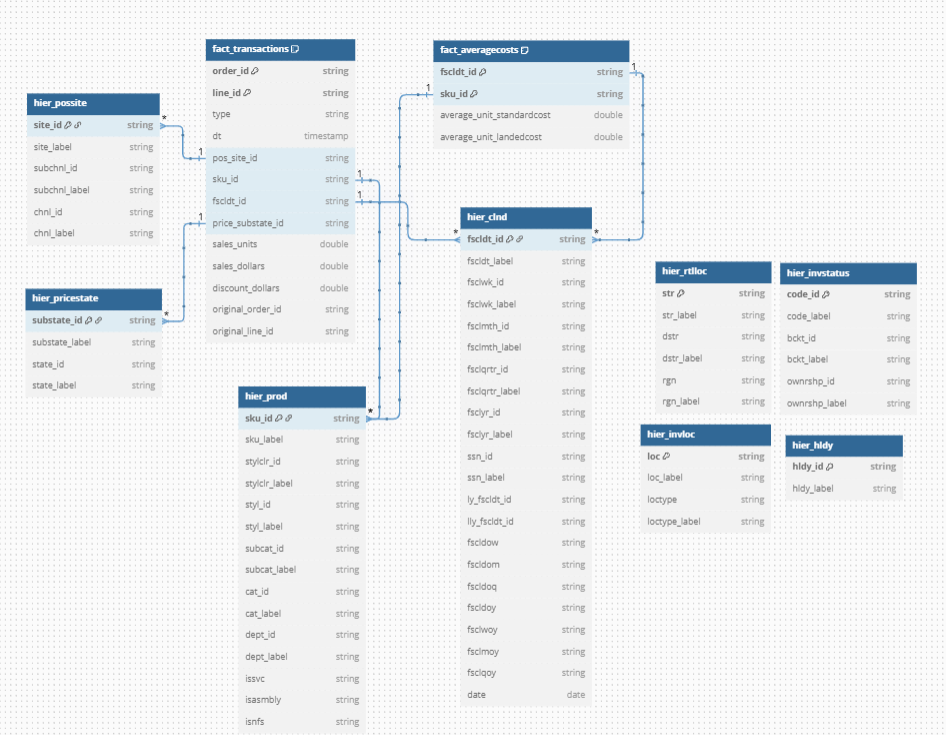 fact_transactions
order_id string
line_id string
type string
dt timestamp
pos_site_id string
sku_id string
fscldt_id string
price_substate_id string
sales_units double
sales_dollars double
discount_dollars double
original_order_id string
original_line_id string
fact_averagecosts
fscldt_id string
sku_id string
average_unit_standardcost double
average_unit_landedcost double
hier_possite
site_id string
site_label string
subchnl_id string
subchnl_label string
chnl_id string
chnl_label string
hier_pricestate
substate_id string
substate_label string
state_id string
state_label string
hier_prod
sku_id string
sku_label string
stylclr_id string
stylclr_label string
styl_id string
styl_label string
subcat_id string
subcat_label string
cat_id string
cat_label string
dept_id string
dept_label string
issvc string
isasmbly string
isnfs string
hier_clnd
fscldt_id string
fscldt_label string
fsclwk_id string
fsclwk_label string
fsclmth_id string
fsclmth_label string
fsclqrtr_id string
fsclqrtr_label string
fsclyr_id string
fsclyr_label string
ssn_id string
ssn_label string
ly_fscldt_id string
lly_fscldt_id string
fscldow string
fscldom string
fscldoq string
fscldoy string
fsclwoy string
fsclmoy string
fsclqoy string
date date
hier_rtlloc
str string
str_label string
dstr string
dstr_label string
rgn string
rgn_label string
hier_invstatus
code_id string
code_label string
bckt_id string
bckt_label string
ownrshp_id string
ownrshp_label string
hier_invloc
loc string
loc_label string
loctype string
loctype_label string
hier_hldy
hldy_id string
hldy_label string
*
1
1
1
1
*
*
1
1
*
*